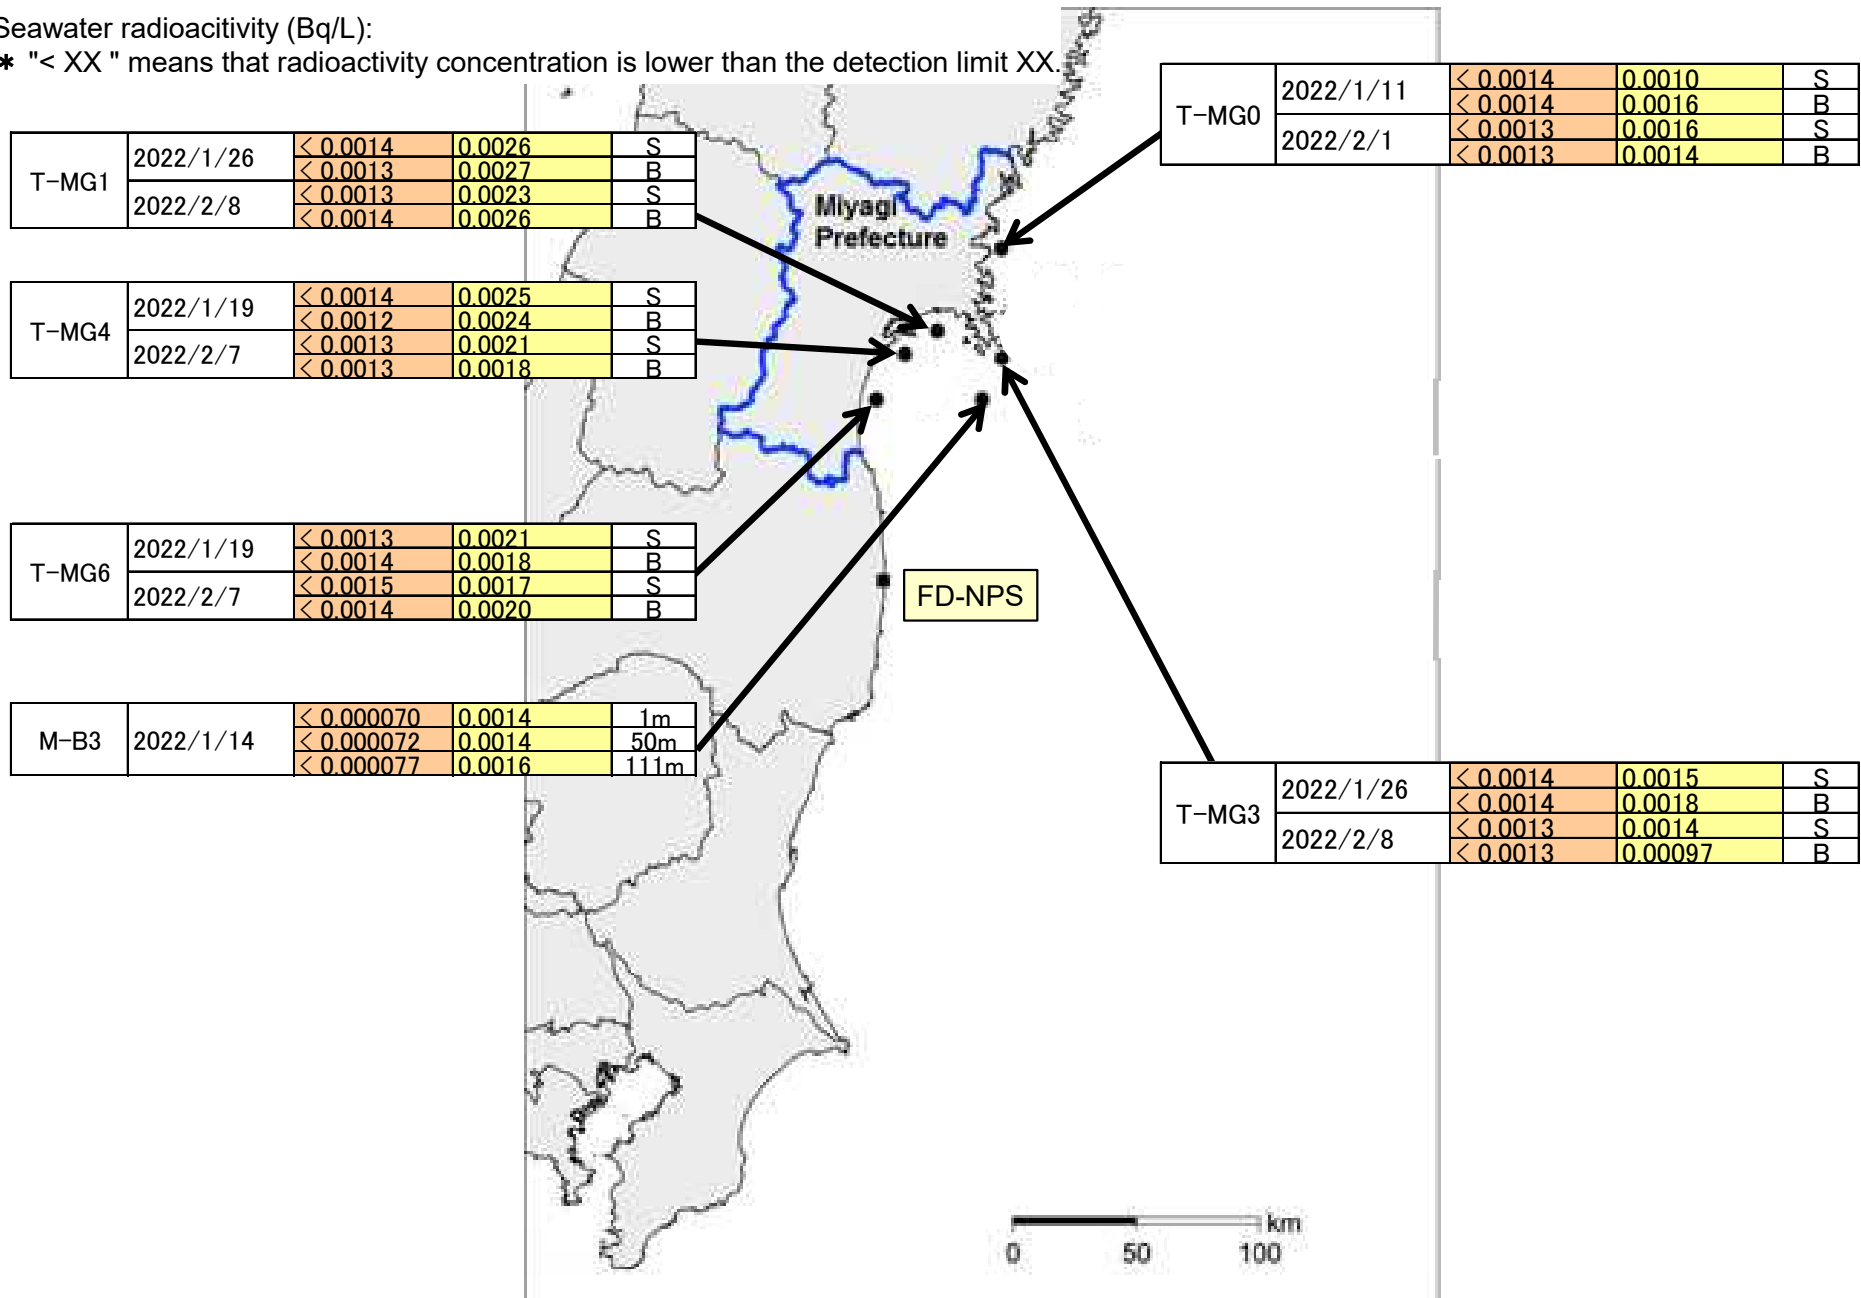 Seawater radioacitivity (Bq/L):
* "< XX " means that radioactivity concentration is lower than the detection limit XX.
T-MG0
2022/1/11 < 0.0014 0.0010 S
< 0.0014 0.0016 B
2022/2/1 < 0.0013 0.0016 S
< 0.0013 0.0014 B
T-MG1
2022/1/26 < 0.0014 0.0026 S
< 0.0013 0.0027 B
2022/2/8 < 0.0013 0.0023 S
< 0.0014 0.0026 B
Miyagi
Prefecture
T-MG4
2022/1/19 < 0.0014 0.0025 S
< 0.0012 0.0024 B
2022/2/7 < 0.0013 0.0021 S
< 0.0013 0.0018 B
T-MG6
2022/1/19 < 0.0013 0.0021 S
< 0.0014 0.0018 B
2022/2/7 < 0.0015 0.0017 S
< 0.0014 0.0020 B
FD-NPS
M-B3
2022/1/14 < 0.000070 0.0014 1m
< 0.000072 0.0014 50m
< 0.000077 0.0016 111m
T-MG3
2022/1/26 < 0.0014 0.0015 S
< 0.0014 0.0018 B
2022/2/8 < 0.0013 0.0014 S
< 0.0013 0.00097 B
km
0 50 100